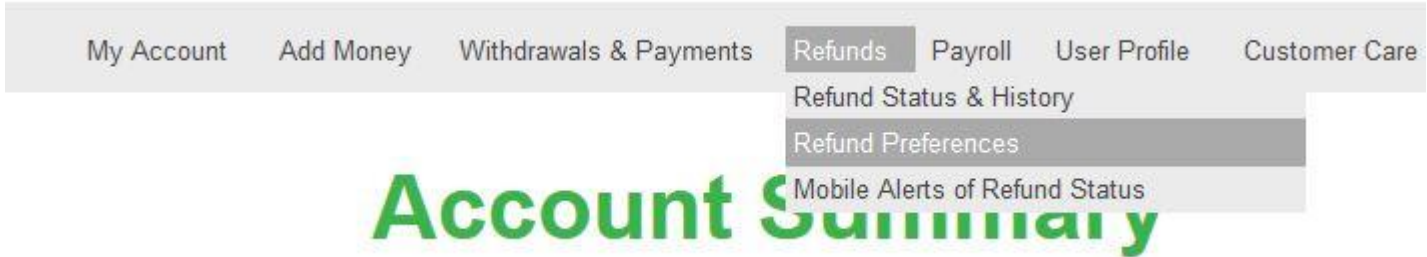 My Account Add Money Withdrawals & Payments Refunds Payroll User Profile Customer Care
Refund Status & History
Refund Preferences
Mobile Alerts of Refund Status
Account Summary